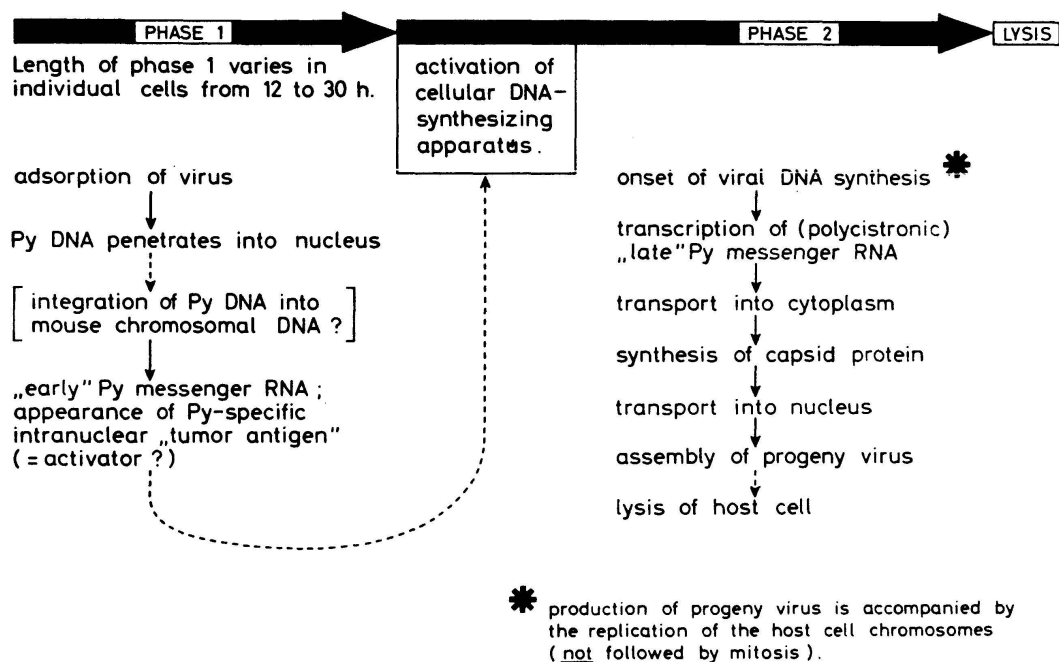 PHASE 1
PHASE 2
LYSIS
Length of phase 1 varies in
individual cells from 12 to 30 h.
activation of
cellular DNA-
synthesizing
apparatus.
adsorption of virus
Py DNA penetrates into nucleus
[integration of Py DNA into
mouse chromosomal DNA ?]
„early" Py messenger RNA ;
appearance of Py-specific
intranuclear „tumor antigen"
(= activator ?)
onset of viral DNA synthesis *
transcription of (polycistronic)
„late" Py messenger RNA
transport into cytoplasm
synthesis of capsid protein
transport into nucleus
assembly of progeny virus
lysis of host cell
* production of progeny virus is accompanied by
the replication of the host cell chromosomes
(not followed by mitosis).